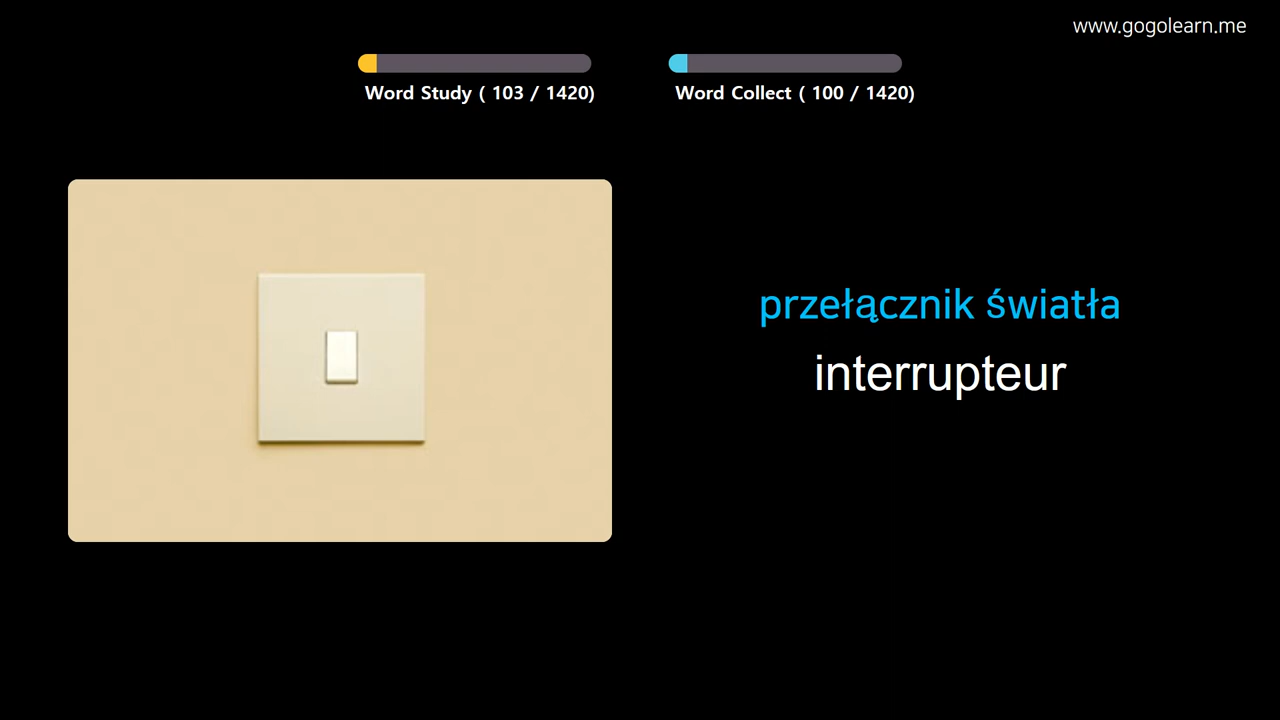 www.gogolearn.me
Word Study ( 103 / 1420)
Word Collect ( 100 / 1420)
przełącznik światła
interrupteur